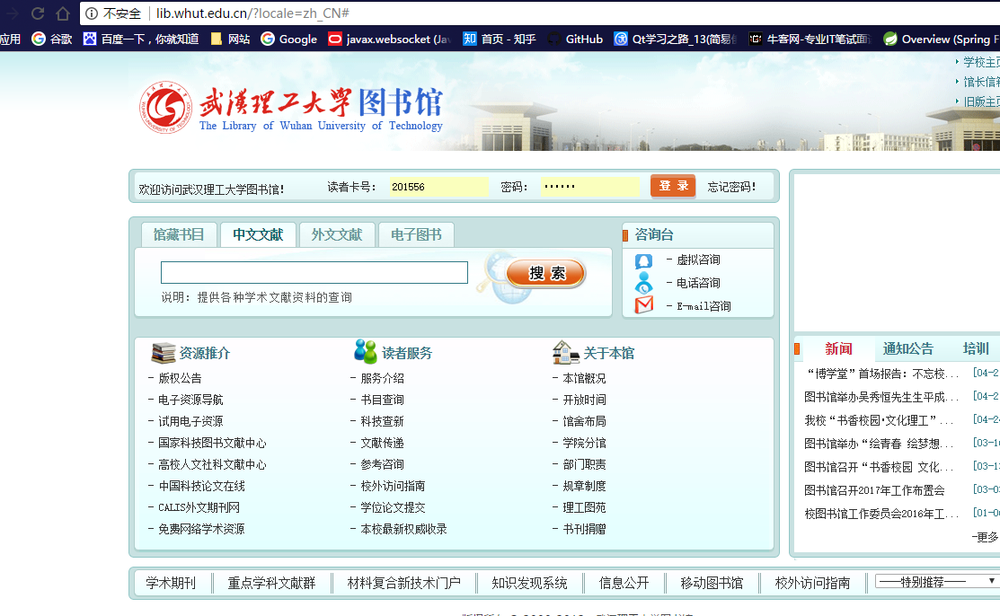 不安全 lib.whut.edu.cn/?locale=zh_CN#
应用 谷歌 百度一下，你就知道 网站 Google javax.websocket (Jav 首页 - 知乎 GitHub Qt学习之路_13(简易俄 牛客网-专业IT笔试面 Overview (Spring F
学校主页
馆长信箱
旧版主页
武汉理工大学图书馆
The Library of Wuhan University of Technology
欢迎访问武汉理工大学图书馆！ 读者卡号： 201556 密码： •••••• 登 录 忘记密码！
馆藏书目 中文文献 外文文献 电子图书
搜 索
说明：提供各种学术文献资料的查询
咨询台
- 虚拟咨询
- 电话咨询
- E-mail咨询
资源推介
- 版权公告
- 电子资源导航
- 试用电子资源
- 国家科技图书文献中心
- 高校人文社科文献中心
- 中国科技论文在线
- CALIS外文期刊网
- 免费网络学术资源
读者服务
- 服务介绍
- 书目查询
- 科技查新
- 文献传递
- 参考咨询
- 校外访问指南
- 学位论文提交
- 本校最新权威收录
关于本馆
- 本馆概况
- 开放时间
- 馆舍布局
- 学院分馆
- 部门职责
- 规章制度
- 理工图苑
- 书刊捐赠
新闻 通知公告 培训
“博学堂”首场报告：不忘校... [04-2
图书馆举办吴秀恒先生生平成... [04-2
我校“书香校园·文化理工”... [04-24
图书馆举办“绘青春 绘梦想... [03-16
图书馆召开“书香校园 文化... [03-13
图书馆召开2017年工作布置会 [03-03
校图书馆工作委员会2016年工... [01-06
-更多
学术期刊 重点学科文献群 材料复合新技术门户 知识发现系统 信息公开 移动图书馆 校外访问指南 ——特别推荐——